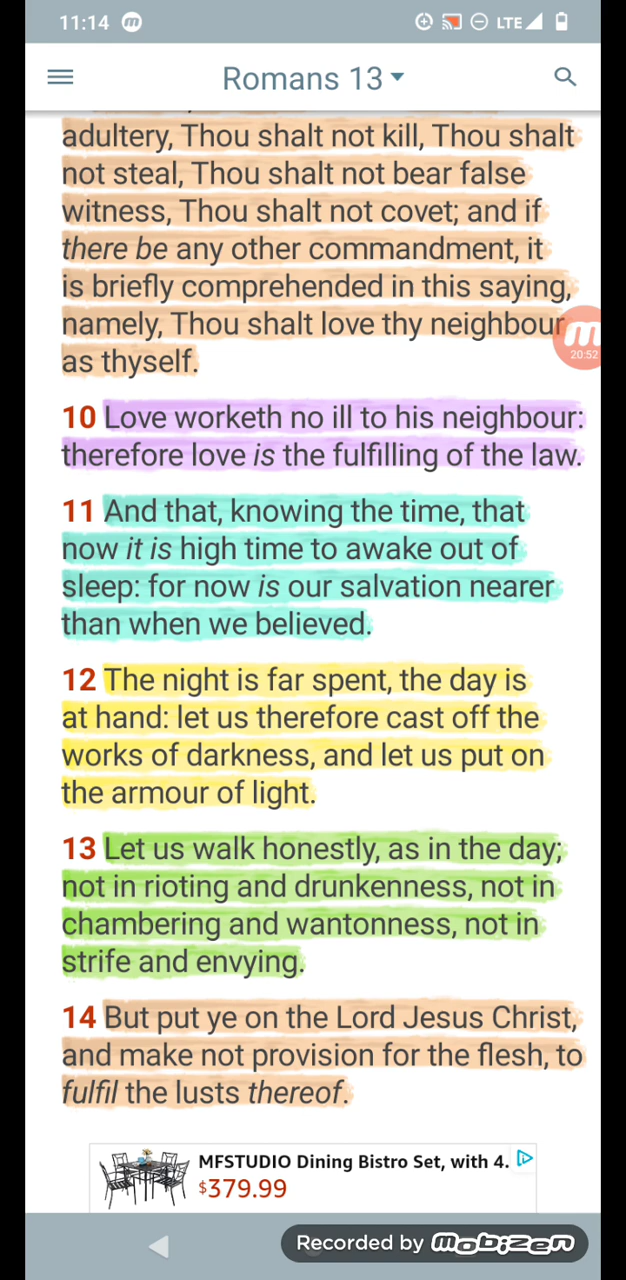 11:14 m LTE
Romans 13
adultery, Thou shalt not kill, Thou shalt
not steal, Thou shalt not bear false
witness, Thou shalt not covet; and if
there be any other commandment, it
is briefly comprehended in this saying,
namely, Thou shalt love thy neighbour
as thyself.
m
20:52
10 Love worketh no ill to his neighbour:
therefore love is the fulfilling of the law.
11 And that, knowing the time, that
now it is high time to awake out of
sleep: for now is our salvation nearer
than when we believed.
12 The night is far spent, the day is
at hand: let us therefore cast off the
works of darkness, and let us put on
the armour of light.
13 Let us walk honestly, as in the day;
not in rioting and drunkenness, not in
chambering and wantonness, not in
strife and envying.
14 But put ye on the Lord Jesus Christ,
and make not provision for the flesh, to
fulfil the lusts thereof.
MFSTUDIO Dining Bistro Set, with 4.
$379.99
Recorded by mobizen